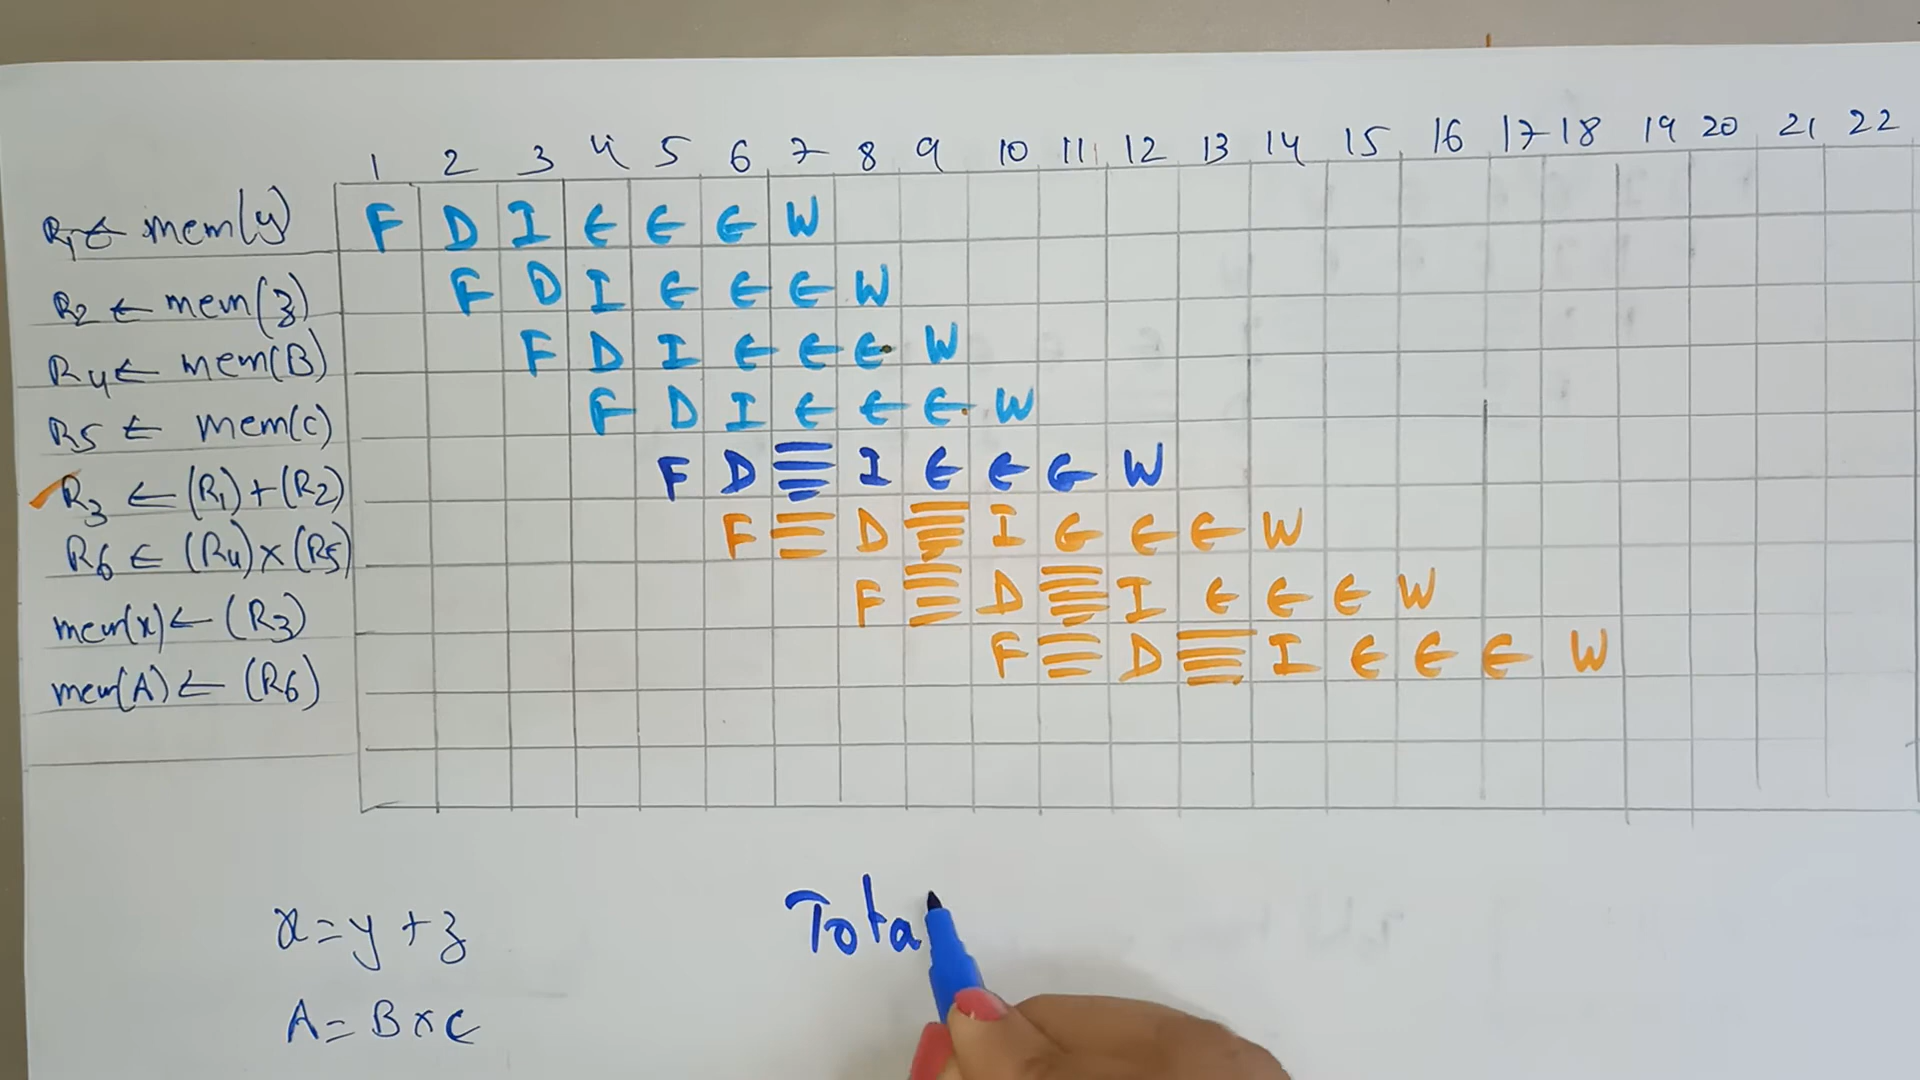 1 2 3 4 5 6 7 8 9 10 11 12 13 14 15 16 17 18 19 20 21 22
R1 ← mem(y) F D I E E E W
R2 ← mem(z) F D I E E E W
R4 ← mem(B) F D I E E E W
R5 ← mem(C) F D I E E E W
R3 ← (R1) + (R2) F D I E E E W
R6 ← (R4) × (R5) F D I E E E W
mem(x) ← (R3) F D I E E E W
mem(A) ← (R6) F D I E E E W
x = y + z
A = B × C
Tota